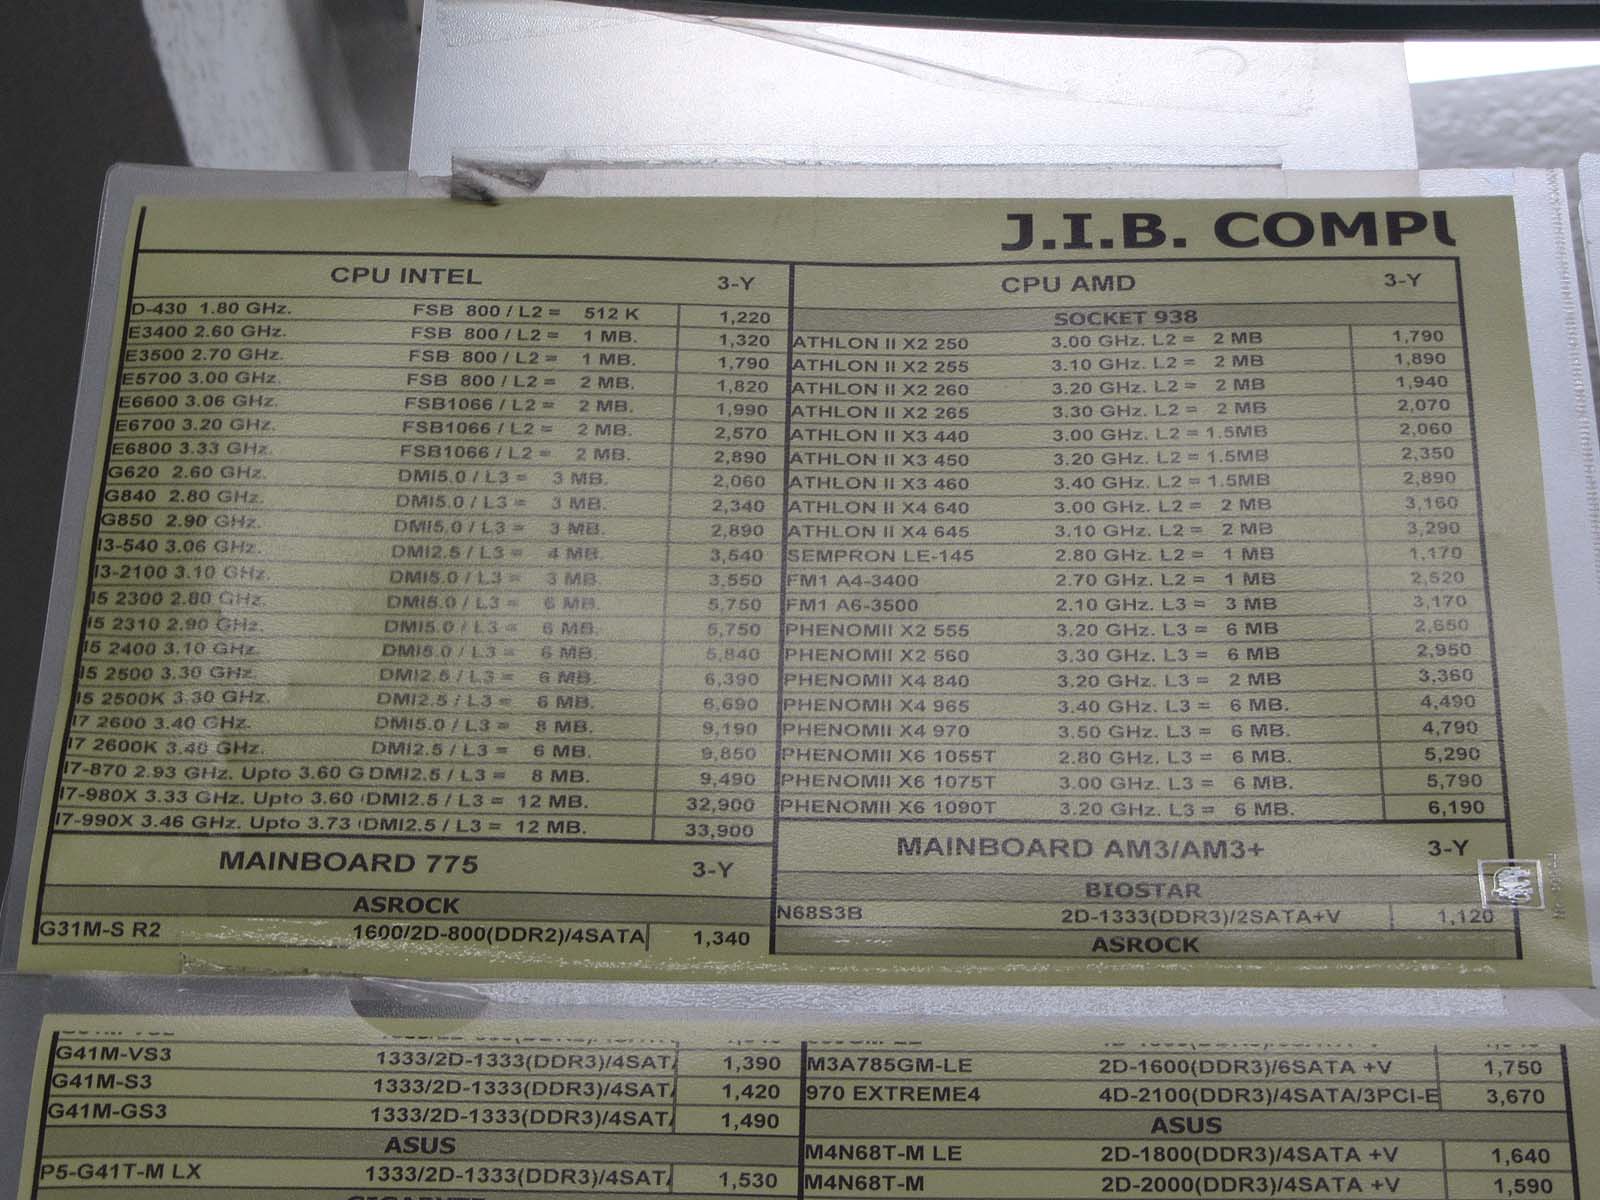 J.I.B. COMPU
CPU INTEL 3-Y
D-430 1.80 GHz. FSB 800 / L2 = 512 K 1,220
E3400 2.60 GHz. FSB 800 / L2 = 1 MB. 1,320
E3500 2.70 GHz. FSB 800 / L2 = 1 MB. 1,790
E5700 3.00 GHz. FSB 800 / L2 = 2 MB. 1,820
E6600 3.06 GHz. FSB1066 / L2 = 2 MB. 1,990
E6700 3.20 GHz. FSB1066 / L2 = 2 MB. 2,570
E6800 3.33 GHz. FSB1066 / L2 = 2 MB. 2,890
G620 2.60 GHz. DMI5.0 / L3 = 3 MB. 2,060
G840 2.80 GHz. DMI5.0 / L3 = 3 MB. 2,340
G850 2.90 GHz. DMI5.0 / L3 = 3 MB. 2,890
I3-540 3.06 GHz. DMI2.5 / L3 = 4 MB. 3,540
I3-2100 3.10 GHz. DMI5.0 / L3 = 3 MB. 3,550
I5 2300 2.80 GHz. DMI5.0 / L3 = 6 MB. 5,750
I5 2310 2.90 GHz. DMI5.0 / L3 = 6 MB. 5,750
I5 2400 3.10 GHz. DMI5.0 / L3 = 6 MB. 5,840
I5 2500 3.30 GHz. DMI2.5 / L3 = 6 MB. 6,390
I5 2500K 3.30 GHz. DMI2.5 / L3 = 6 MB. 6,690
I7 2600 3.40 GHz. DMI5.0 / L3 = 8 MB. 9,190
I7 2600K 3.40 GHz. DMI2.5 / L3 = 6 MB. 9,850
I7-870 2.93 GHz. Upto 3.60 G DMI2.5 / L3 = 8 MB. 9,490
I7-980X 3.33 GHz. Upto 3.60 DMI2.5 / L3 = 12 MB. 32,900
I7-990X 3.46 GHz. Upto 3.73 DMI2.5 / L3 = 12 MB. 33,900
MAINBOARD 775 3-Y
ASROCK
G31M-S R2 1600/2D-800(DDR2)/4SATA 1,340
CPU AMD 3-Y
SOCKET 938
ATHLON II X2 250 3.00 GHz. L2 = 2 MB 1,790
ATHLON II X2 255 3.10 GHz. L2 = 2 MB 1,890
ATHLON II X2 260 3.20 GHz. L2 = 2 MB 1,940
ATHLON II X2 265 3.30 GHz. L2 = 2 MB 2,070
ATHLON II X3 440 3.00 GHz. L2 = 1.5MB 2,060
ATHLON II X3 450 3.20 GHz. L2 = 1.5MB 2,350
ATHLON II X3 460 3.40 GHz. L2 = 1.5MB 2,890
ATHLON II X4 640 3.00 GHz. L2 = 2 MB 3,160
ATHLON II X4 645 3.10 GHz. L2 = 2 MB 3,290
SEMPRON LE-145 2.80 GHz. L2 = 1 MB 1,170
FM1 A4-3400 2.70 GHz. L2 = 1 MB 2,520
FM1 A6-3500 2.10 GHz. L3 = 3 MB 3,170
PHENOMII X2 555 3.20 GHz. L3 = 6 MB 2,650
PHENOMII X2 560 3.30 GHz. L3 = 6 MB 2,950
PHENOMII X4 840 3.20 GHz. L3 = 2 MB 3,360
PHENOMII X4 965 3.40 GHz. L3 = 6 MB. 4,490
PHENOMII X4 970 3.50 GHz. L3 = 6 MB. 4,790
PHENOMII X6 1055T 2.80 GHz. L3 = 6 MB. 5,290
PHENOMII X6 1075T 3.00 GHz. L3 = 6 MB. 5,790
PHENOMII X6 1090T 3.20 GHz. L3 = 6 MB. 6,190
MAINBOARD AM3/AM3+ 3-Y
BIOSTAR
N68S3B 2D-1333(DDR3)/2SATA+V 1,120
ASROCK
G41M-VS3 1333/2D-1333(DDR3)/4SATA 1,390
G41M-S3 1333/2D-1333(DDR3)/4SATA 1,420
G41M-GS3 1333/2D-1333(DDR3)/4SATA 1,490
ASUS
P5-G41T-M LX 1333/2D-1333(DDR3)/4SATA 1,530
M3A785GM-LE 2D-1600(DDR3)/6SATA +V 1,750
970 EXTREME4 4D-2100(DDR3)/4SATA/3PCI-E 3,670
ASUS
M4N68T-M LE 2D-1800(DDR3)/4SATA +V 1,640
M4N68T-M 2D-2000(DDR3)/4SATA +V 1,590